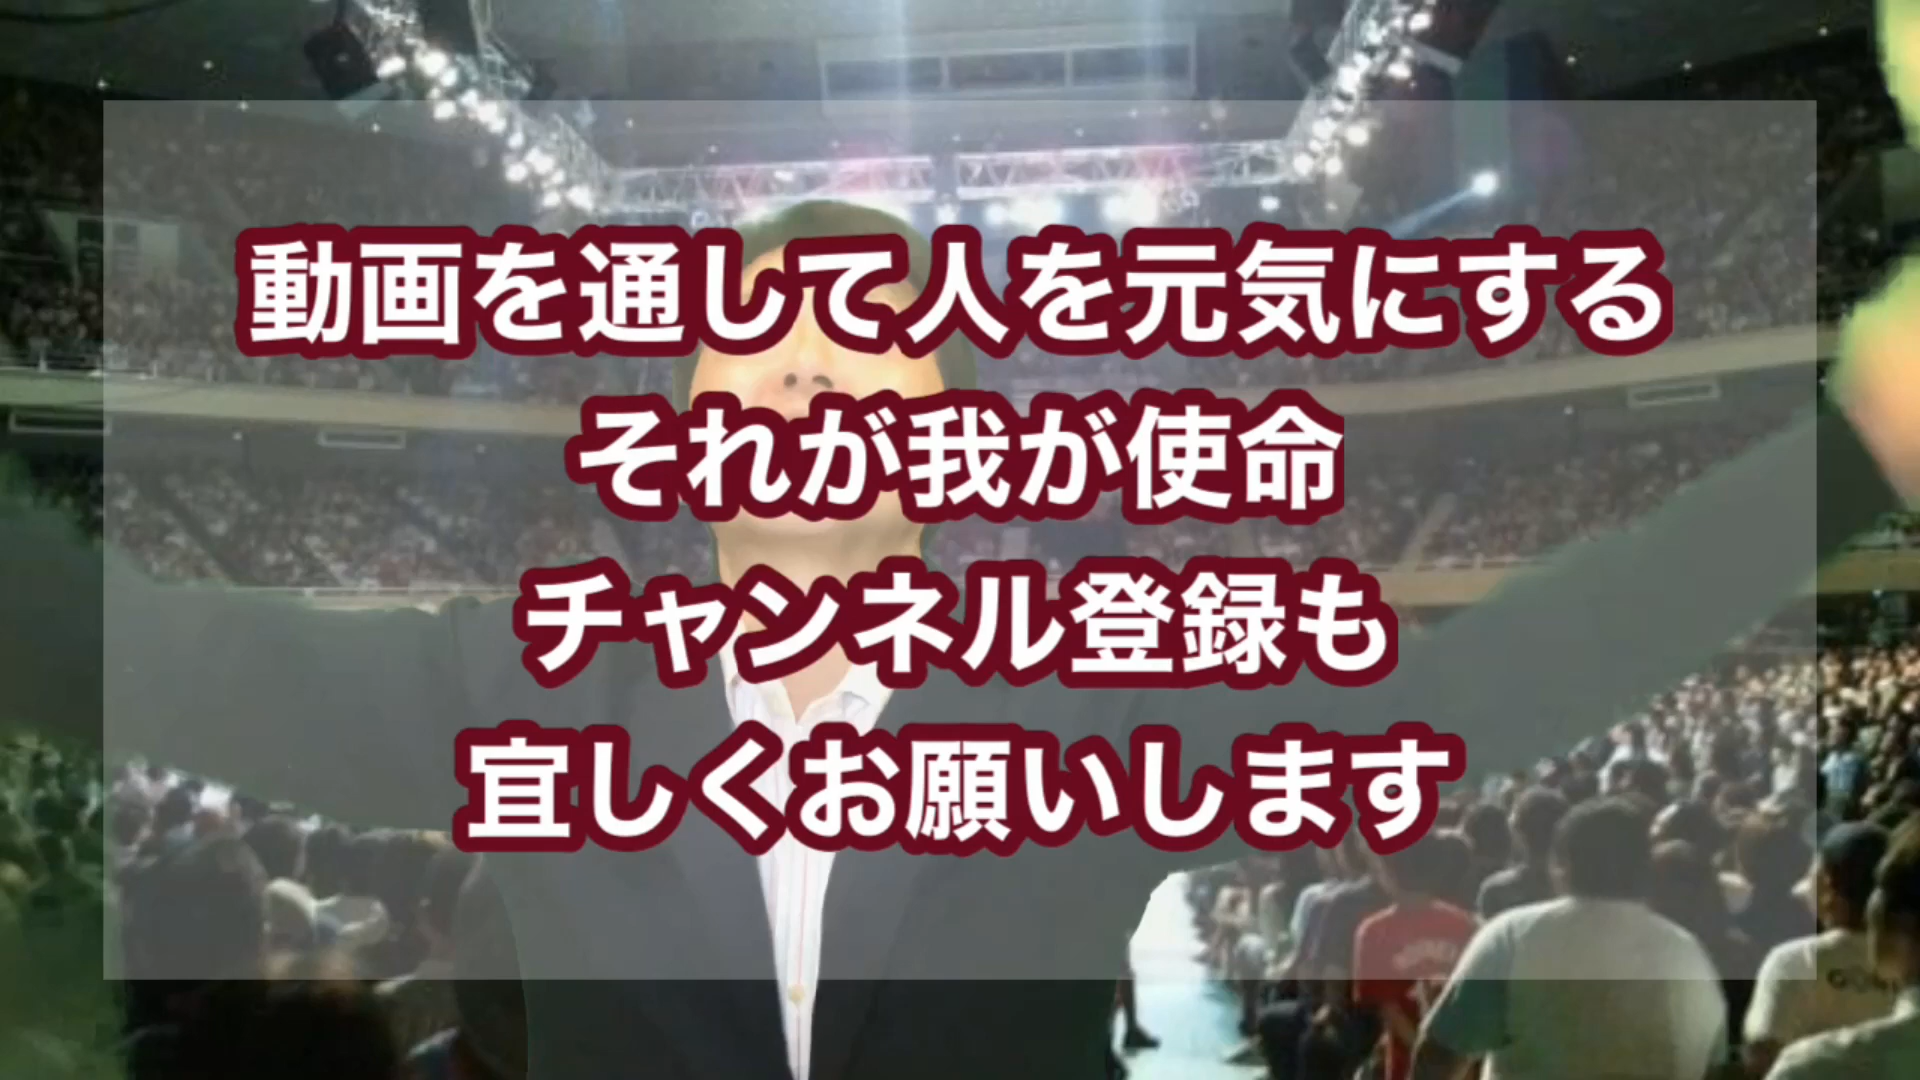 動画を通して人を元気にする
それが我が使命
チャンネル登録も
宜しくお願いします